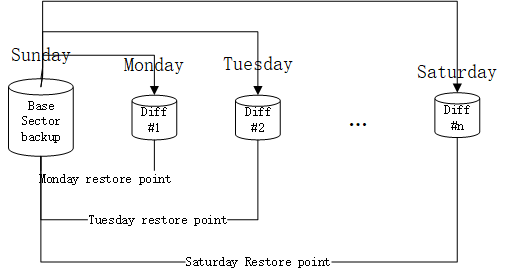 Sunday
Monday
Tuesday
Saturday
Base
Sector
backup
Diff
#1
Diff
#2
...
Diff
#n
Monday restore point
Tuesday restore point
Saturday Restore point